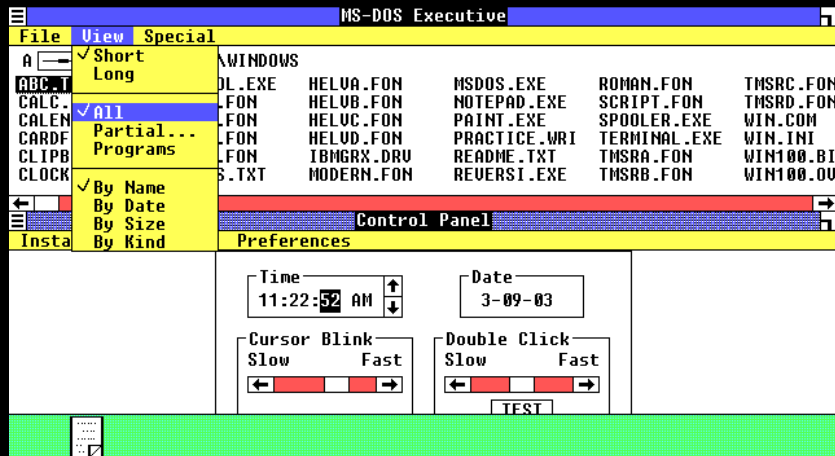 MS-DOS Executive
File View Special
Short
Long
All
Partial...
Programs
By Name
By Date
By Size
By Kind
A \WINDOWS
ABC.T OL.EXE HELVA.FON MSDOS.EXE ROMAN.FON TMSRC.FON
CALC. .FON HELVB.FON NOTEPAD.EXE SCRIPT.FON TMSRD.FON
CALEN .FON HELVC.FON PAINT.EXE SPOOLER.EXE WIN.COM
CARDF .FON HELVD.FON PRACTICE.WRI TERMINAL.EXE WIN.INI
CLIPB .FON IBMGRX.DRV README.TXT TMSRA.FON WIN100.BI
CLOCK S.TXT MODERN.FON REVERSI.EXE TMSRB.FON WIN100.OV
Control Panel
Insta Preferences
Time Date
11:22:52 AM 3-09-03
Cursor Blink Double Click
Slow Fast Slow Fast
TEST